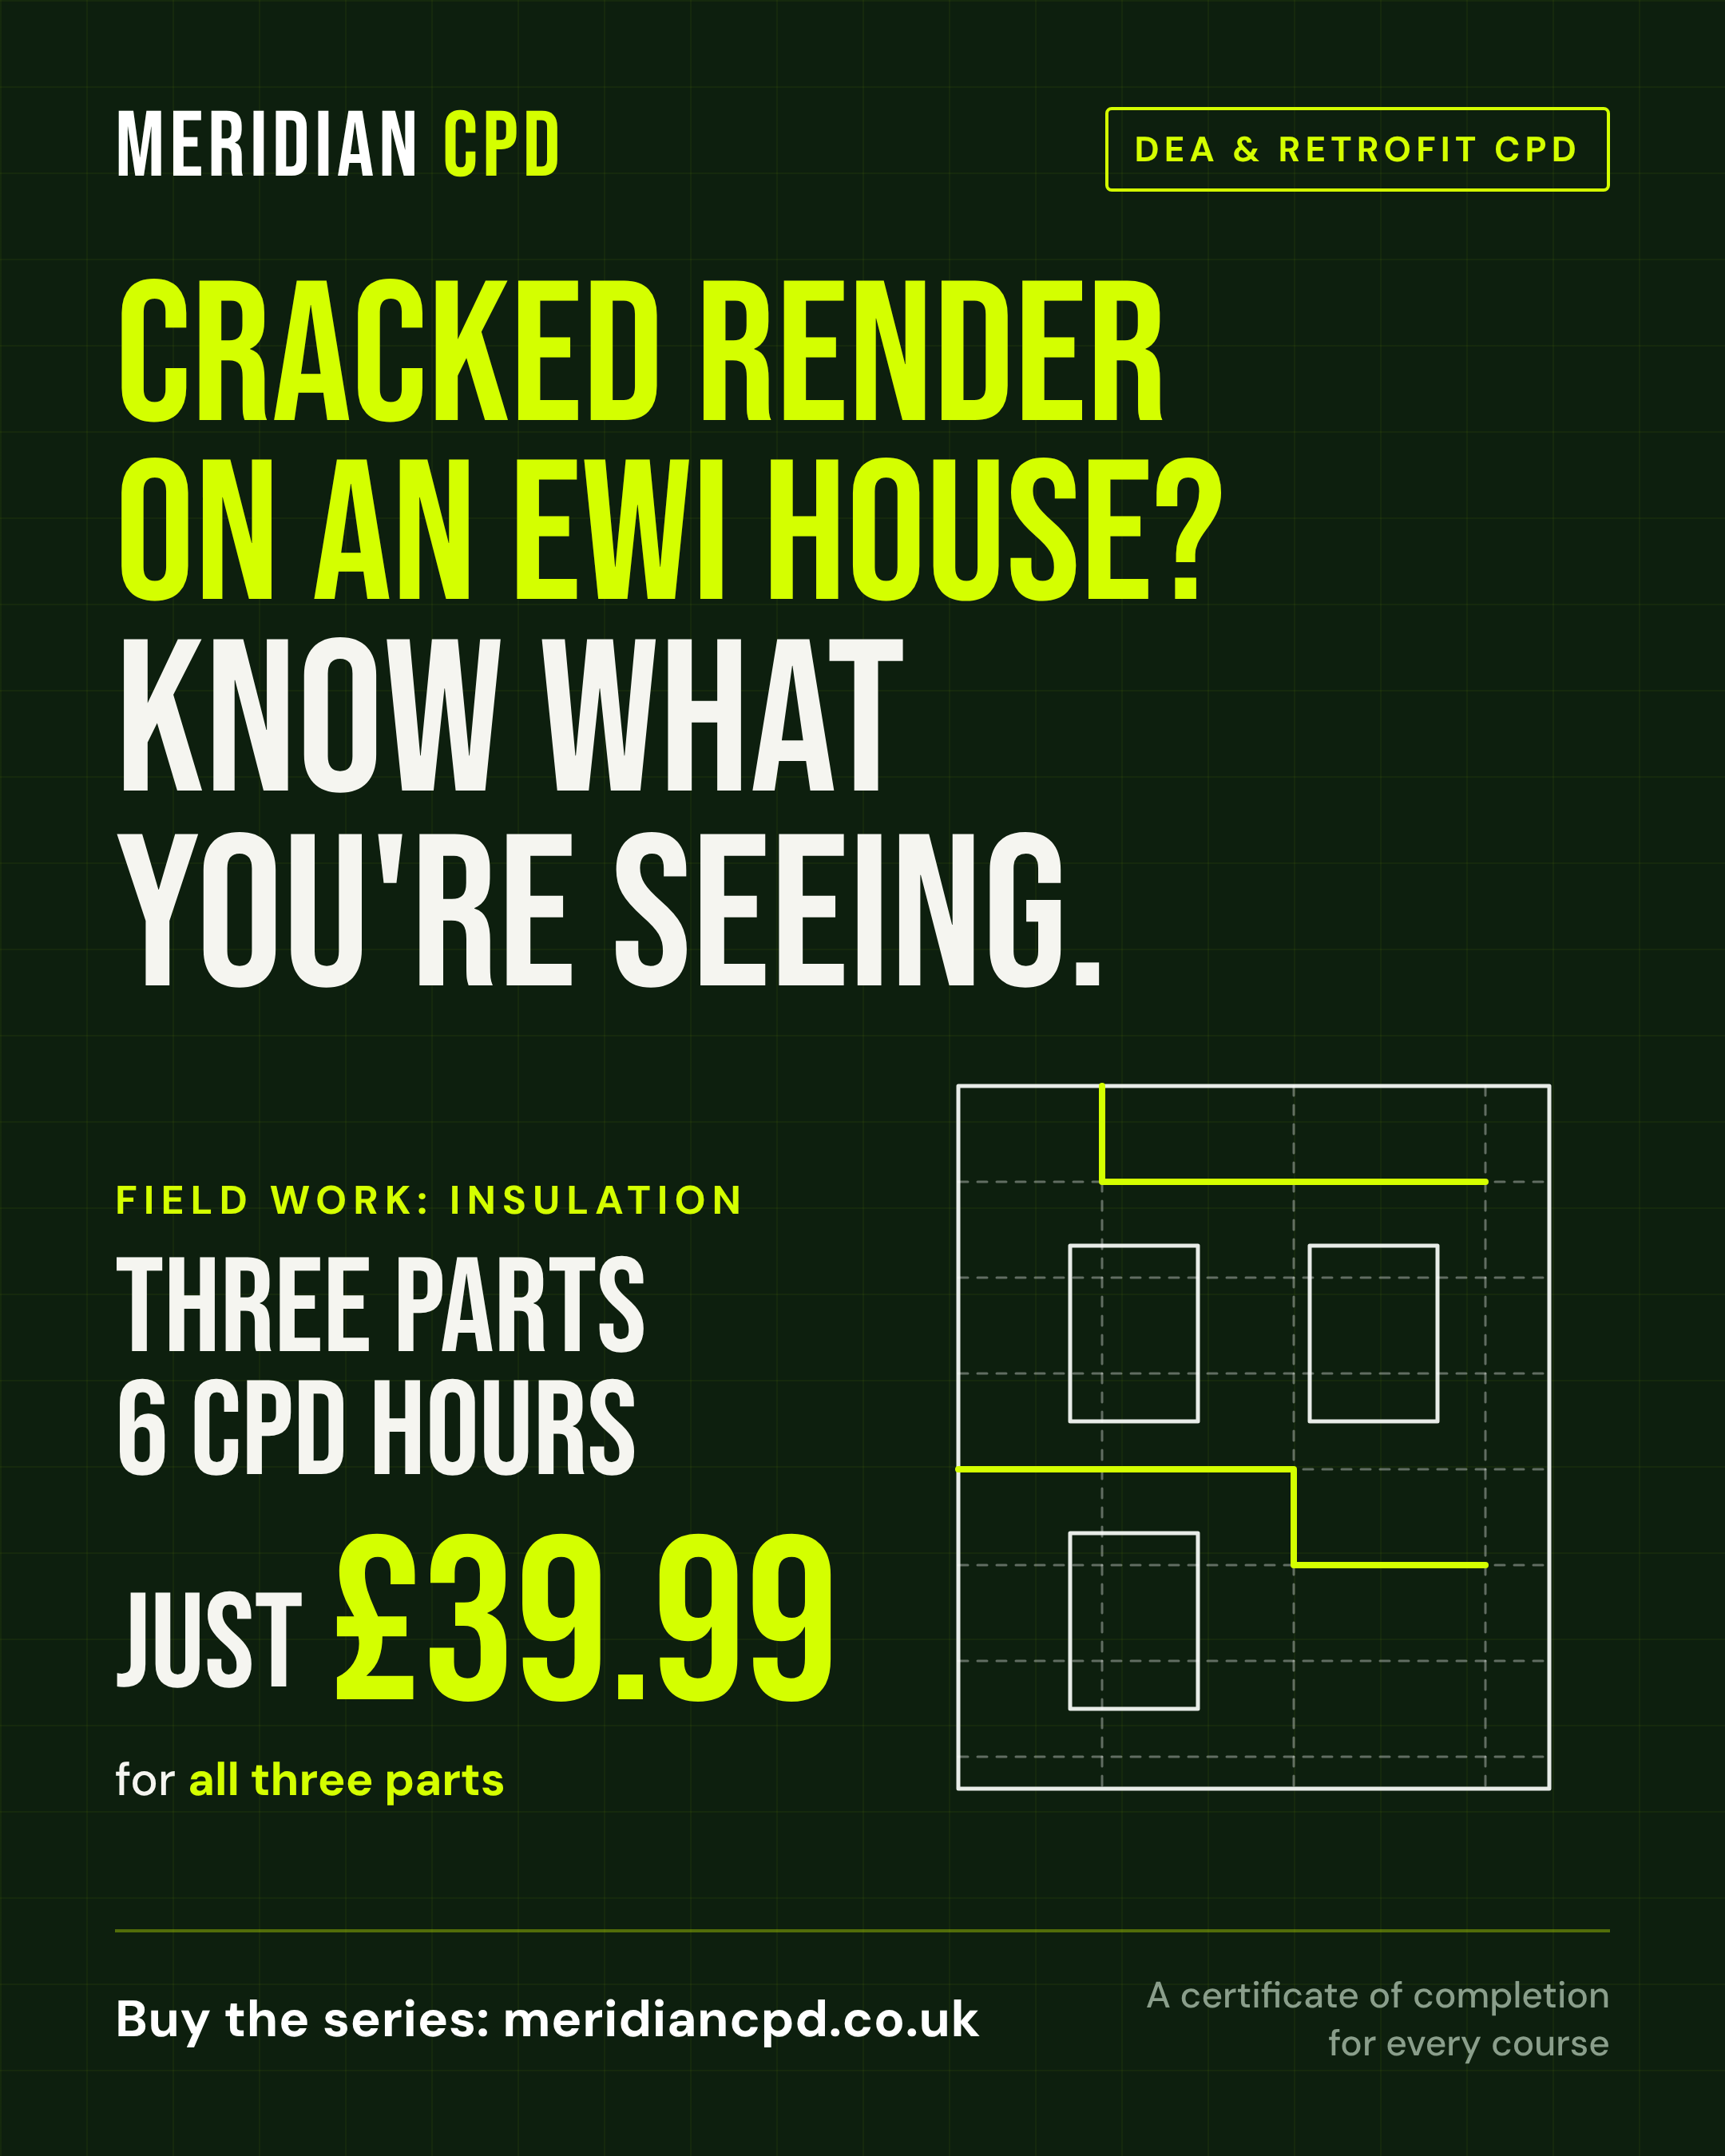 MERIDIAN CPD
DEA & RETROFIT CPD
CRACKED RENDER
ON AN EWI HOUSE?
KNOW WHAT
YOU'RE SEEING.
FIELD WORK: INSULATION
THREE PARTS
6 CPD HOURS
JUST £39.99
for all three parts
Buy the series: meridiancpd.co.uk
A certificate of completion
for every course